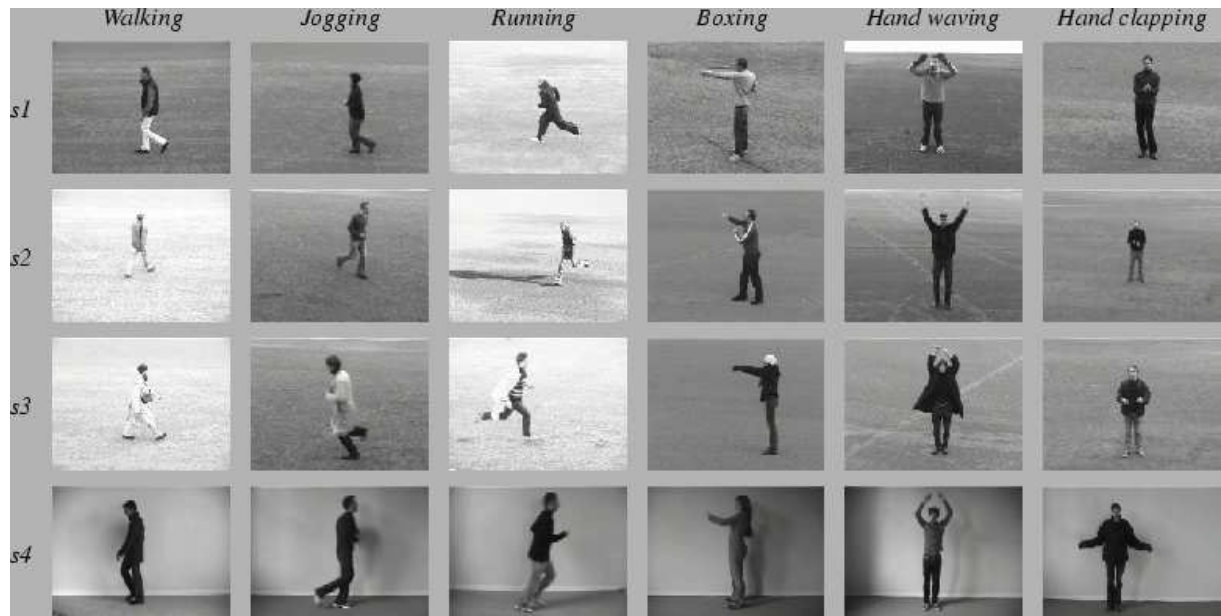 Walking Jogging Running Boxing Hand waving Hand clapping
s1
s2
s3
s4